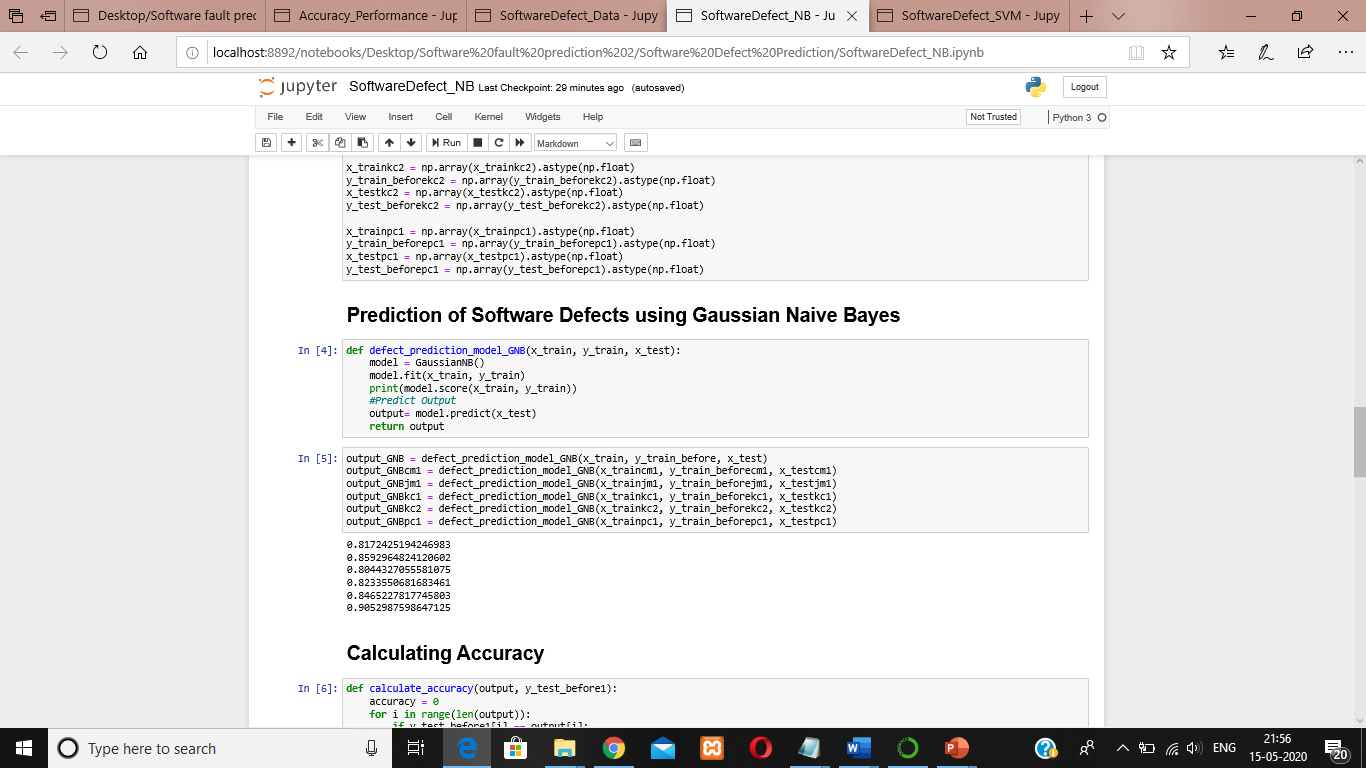 Desktop/Software fault pred
Accuracy_Performance - Jup
SoftwareDefect_Data - Jupy
SoftwareDefect_NB - Ju
SoftwareDefect_SVM - Jupy
localhost:8892/notebooks/Desktop/Software%20fault%20prediction%202/Software%20Defect%20Prediction/SoftwareDefect_NB.ipynb
jupyter SoftwareDefect_NB Last Checkpoint: 29 minutes ago (autosaved)
Logout
File Edit View Insert Cell Kernel Widgets Help
Not Trusted
Python 3
Run
Markdown
x_trainkc2 = np.array(x_trainkc2).astype(np.float)
y_train_beforekc2 = np.array(y_train_beforekc2).astype(np.float)
x_testkc2 = np.array(x_testkc2).astype(np.float)
y_test_beforekc2 = np.array(y_test_beforekc2).astype(np.float)
x_trainpc1 = np.array(x_trainpc1).astype(np.float)
y_train_beforepc1 = np.array(y_train_beforepc1).astype(np.float)
x_testpc1 = np.array(x_testpc1).astype(np.float)
y_test_beforepc1 = np.array(y_test_beforepc1).astype(np.float)
Prediction of Software Defects using Gaussian Naive Bayes
In [4]: def defect_prediction_model_GNB(x_train, y_train, x_test):
model = GaussianNB()
model.fit(x_train, y_train)
print(model.score(x_train, y_train))
#Predict Output
output= model.predict(x_test)
return output
In [5]: output_GNB = defect_prediction_model_GNB(x_train, y_train_before, x_test)
output_GNBcm1 = defect_prediction_model_GNB(x_traincm1, y_train_beforecm1, x_testcm1)
output_GNBjm1 = defect_prediction_model_GNB(x_trainjm1, y_train_beforejm1, x_testjm1)
output_GNBkc1 = defect_prediction_model_GNB(x_trainkc1, y_train_beforekc1, x_testkc1)
output_GNBkc2 = defect_prediction_model_GNB(x_trainkc2, y_train_beforekc2, x_testkc2)
output_GNBpc1 = defect_prediction_model_GNB(x_trainpc1, y_train_beforepc1, x_testpc1)
0.8172425194246983
0.8592964824120602
0.8044327055581075
0.8233550681683461
0.8465227817745803
0.9052987598647125
Calculating Accuracy
In [6]: def calculate_accuracy(output, y_test_before1):
accuracy = 0
for i in range(len(output)):
if y_test_before1[i] == output[i]:
Type here to search
ENG
21:56
15-05-2020
20